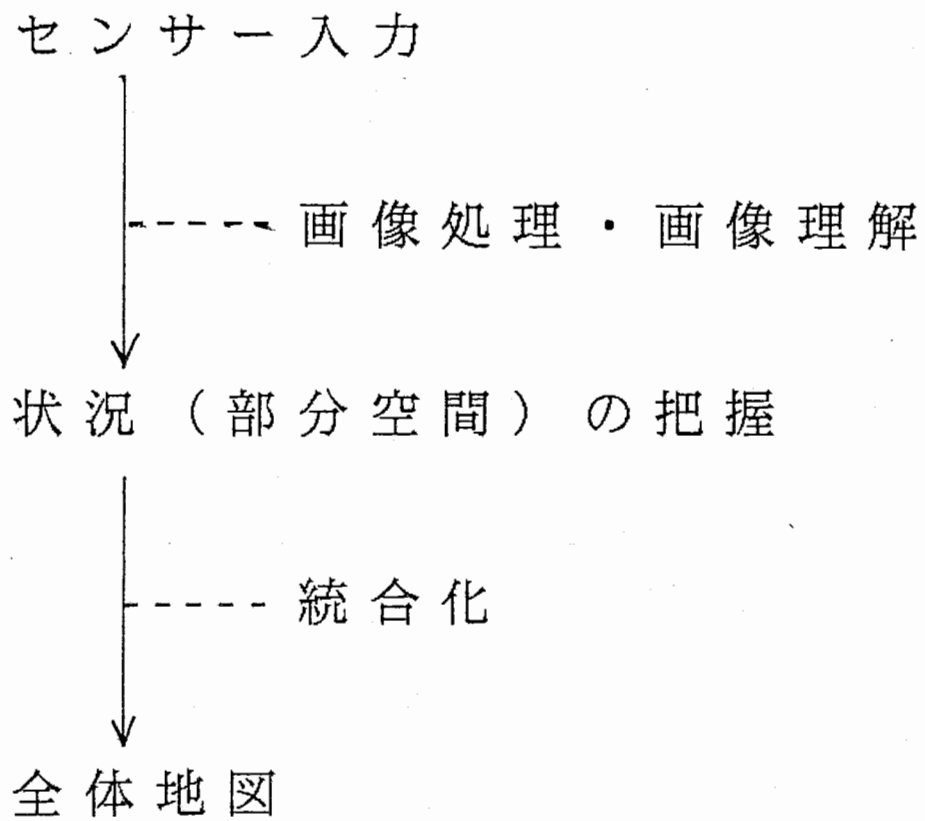 センサー入力
画像処理・画像理解
状況（部分空間）の把握
統合化
全体地図